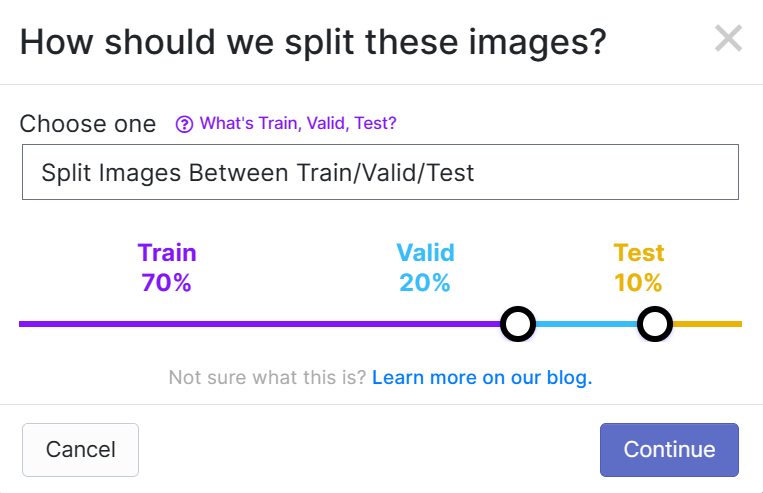 How should we split these images?
Choose one
What's Train, Valid, Test?
Split Images Between Train/Valid/Test
Train
70%
Valid
20%
Test
10%
Not sure what this is? Learn more on our blog.
Cancel
Continue